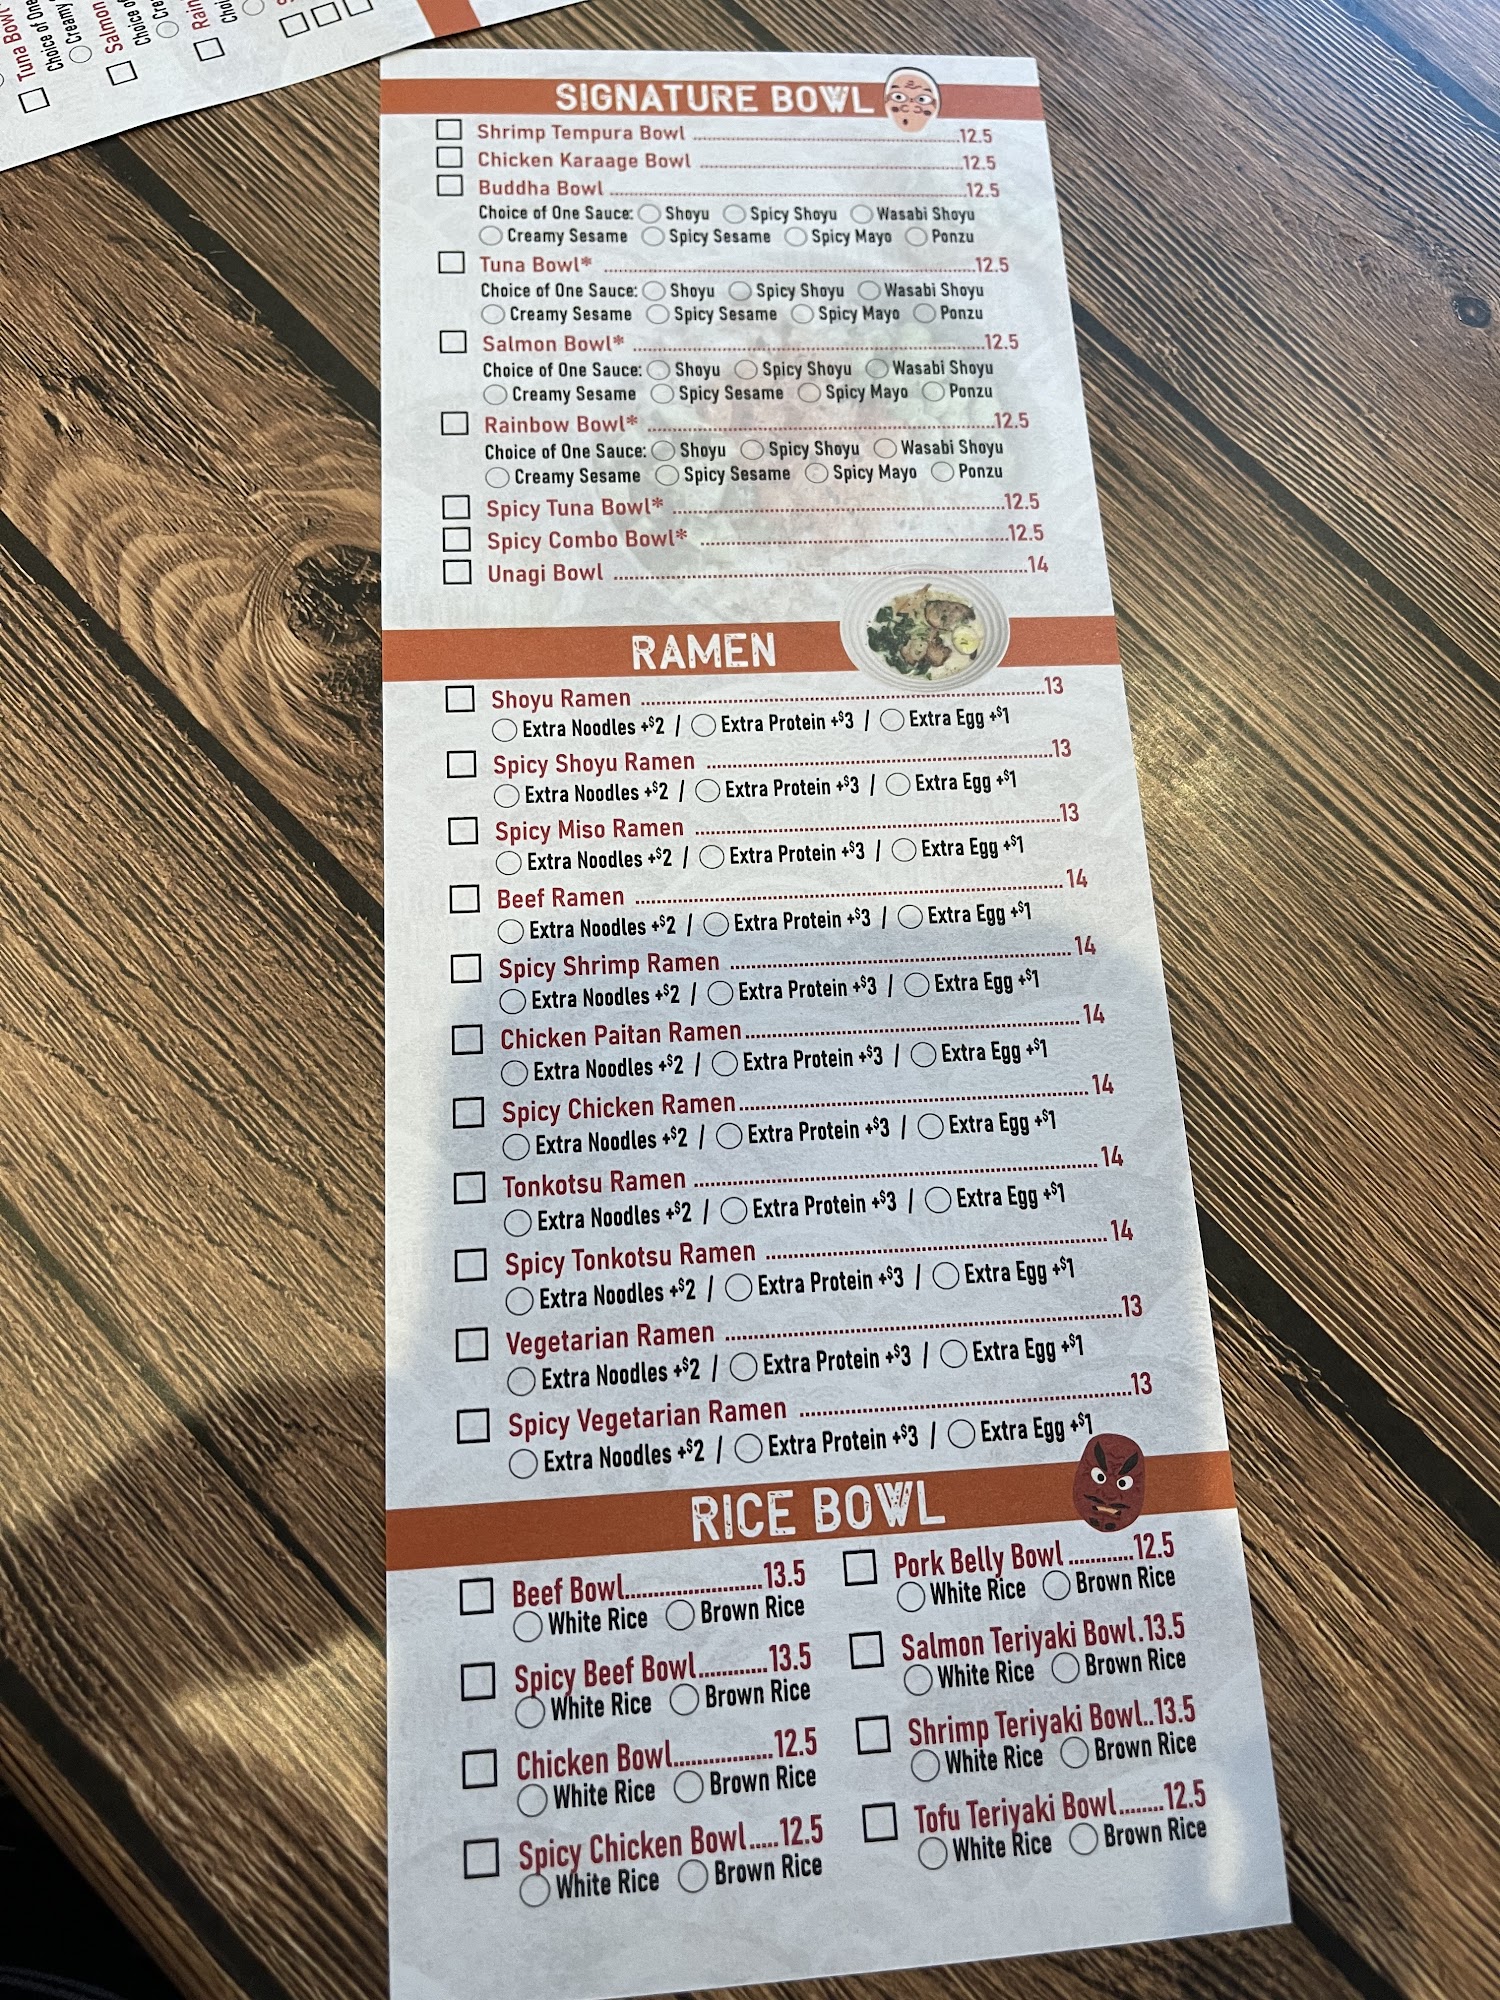 Tuna Bowl
Choice of One
Creamy
Salmon
Choice of
Cre
Rain
Choi
SIGNATURE BOWL
Shrimp Tempura Bowl ........ 12.5
Chicken Karaage Bowl ........ 12.5
Buddha Bowl ........ 12.5
Choice of One Sauce: Shoyu Spicy Shoyu Wasabi Shoyu
Creamy Sesame Spicy Sesame Spicy Mayo Ponzu
Tuna Bowl* ........ 12.5
Choice of One Sauce: Shoyu Spicy Shoyu Wasabi Shoyu
Creamy Sesame Spicy Sesame Spicy Mayo Ponzu
Salmon Bowl* ........ 12.5
Choice of One Sauce: Shoyu Spicy Shoyu Wasabi Shoyu
Creamy Sesame Spicy Sesame Spicy Mayo Ponzu
Rainbow Bowl* ........ 12.5
Choice of One Sauce: Shoyu Spicy Shoyu Wasabi Shoyu
Creamy Sesame Spicy Sesame Spicy Mayo Ponzu
Spicy Tuna Bowl* ........ 12.5
Spicy Combo Bowl* ........ 12.5
Unagi Bowl ........ 14
RAMEN
Shoyu Ramen ........ 13
Extra Noodles +$2 / Extra Protein +$3 / Extra Egg +$1
Spicy Shoyu Ramen ........ 13
Extra Noodles +$2 / Extra Protein +$3 / Extra Egg +$1
Spicy Miso Ramen ........ 13
Extra Noodles +$2 / Extra Protein +$3 / Extra Egg +$1
Beef Ramen ........ 14
Extra Noodles +$2 / Extra Protein +$3 / Extra Egg +$1
Spicy Shrimp Ramen ........ 14
Extra Noodles +$2 / Extra Protein +$3 / Extra Egg +$1
Chicken Paitan Ramen ........ 14
Extra Noodles +$2 / Extra Protein +$3 / Extra Egg +$1
Spicy Chicken Ramen ........ 14
Extra Noodles +$2 / Extra Protein +$3 / Extra Egg +$1
Tonkotsu Ramen ........ 14
Extra Noodles +$2 / Extra Protein +$3 / Extra Egg +$1
Spicy Tonkotsu Ramen ........ 14
Extra Noodles +$2 / Extra Protein +$3 / Extra Egg +$1
Vegetarian Ramen ........ 13
Extra Noodles +$2 / Extra Protein +$3 / Extra Egg +$1
Spicy Vegetarian Ramen ........ 13
Extra Noodles +$2 / Extra Protein +$3 / Extra Egg +$1
RICE BOWL
Beef Bowl ........ 13.5
White Rice Brown Rice
Spicy Beef Bowl ........ 13.5
White Rice Brown Rice
Chicken Bowl ........ 12.5
White Rice Brown Rice
Spicy Chicken Bowl ..... 12.5
White Rice Brown Rice
Pork Belly Bowl ........ 12.5
White Rice Brown Rice
Salmon Teriyaki Bowl . 13.5
White Rice Brown Rice
Shrimp Teriyaki Bowl .. 13.5
White Rice Brown Rice
Tofu Teriyaki Bowl ........ 12.5
White Rice Brown Rice